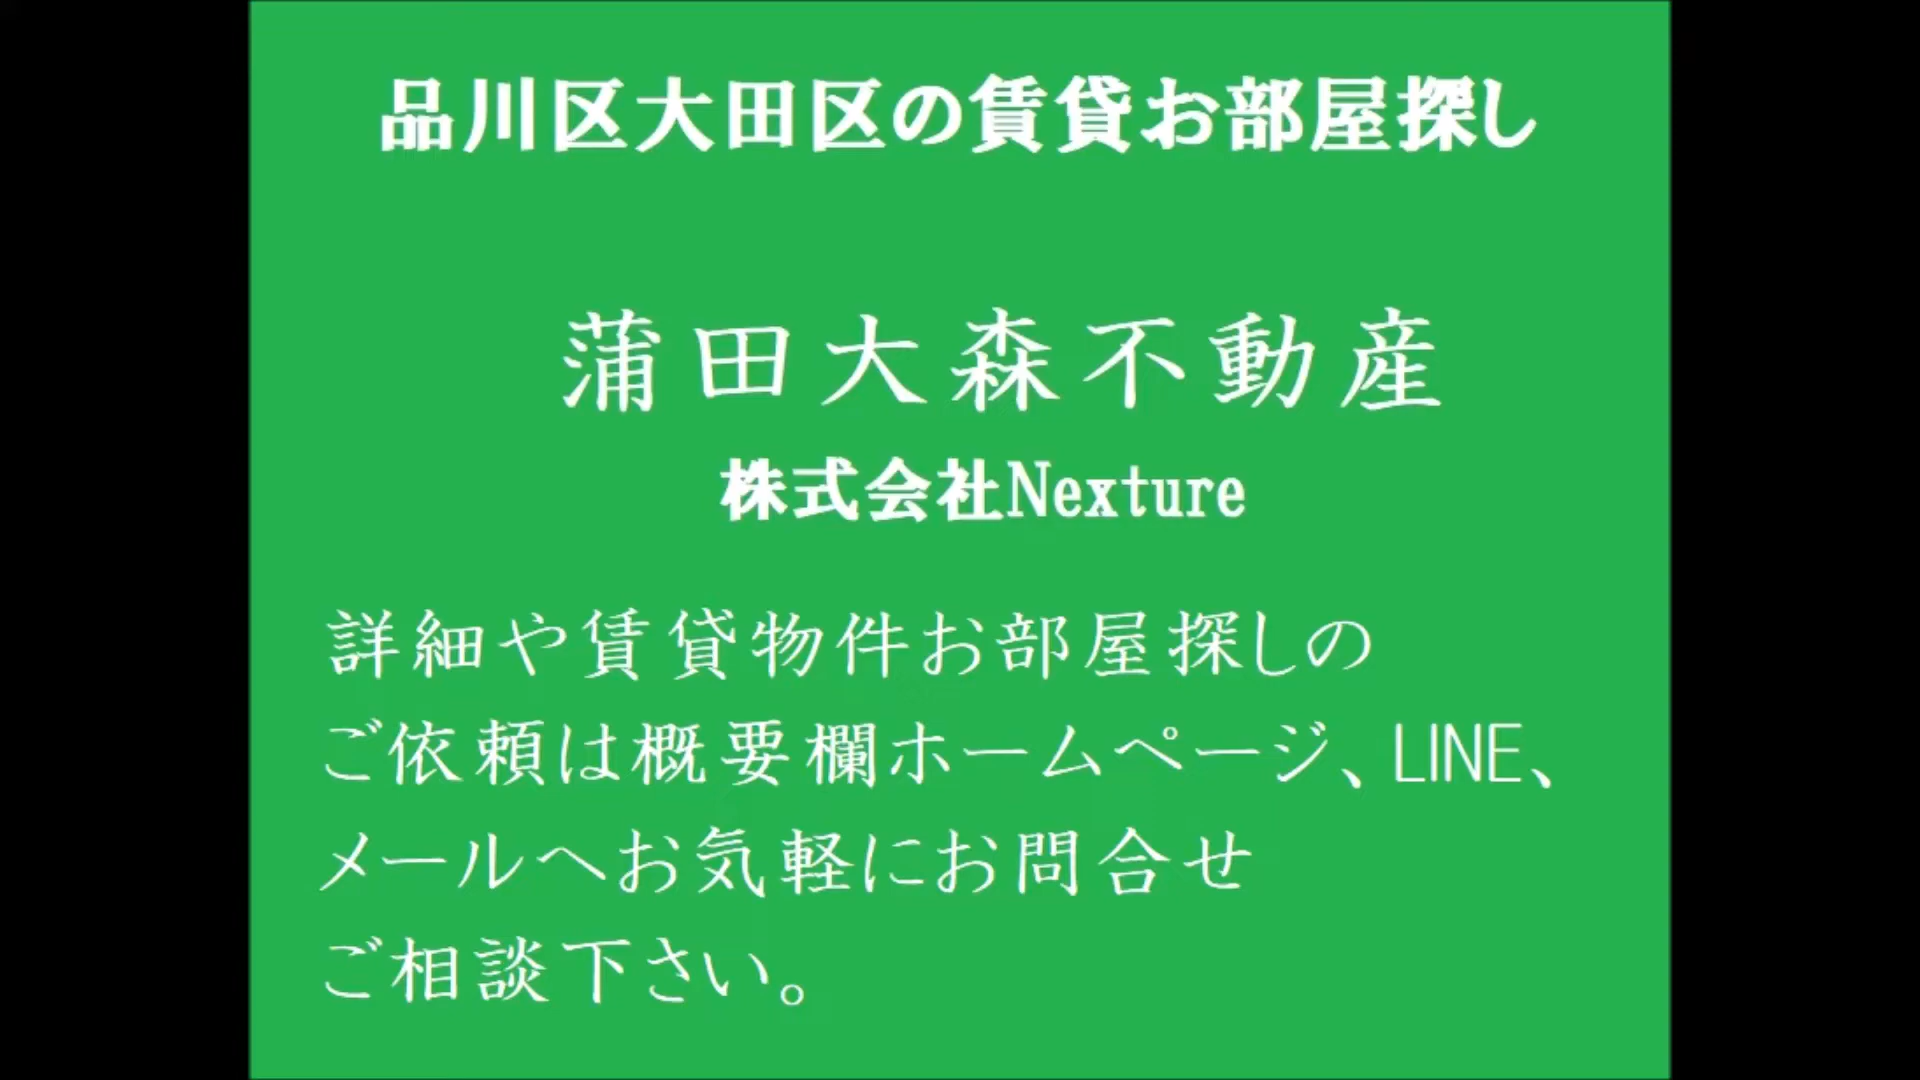 品川区大田区の賃貸お部屋探し
蒲田大森不動産
株式会社Nexture
詳細や賃貸物件お部屋探しの
ご依頼は概要欄ホームページ、LINE、
メールへお気軽にお問合せ
ご相談下さい。